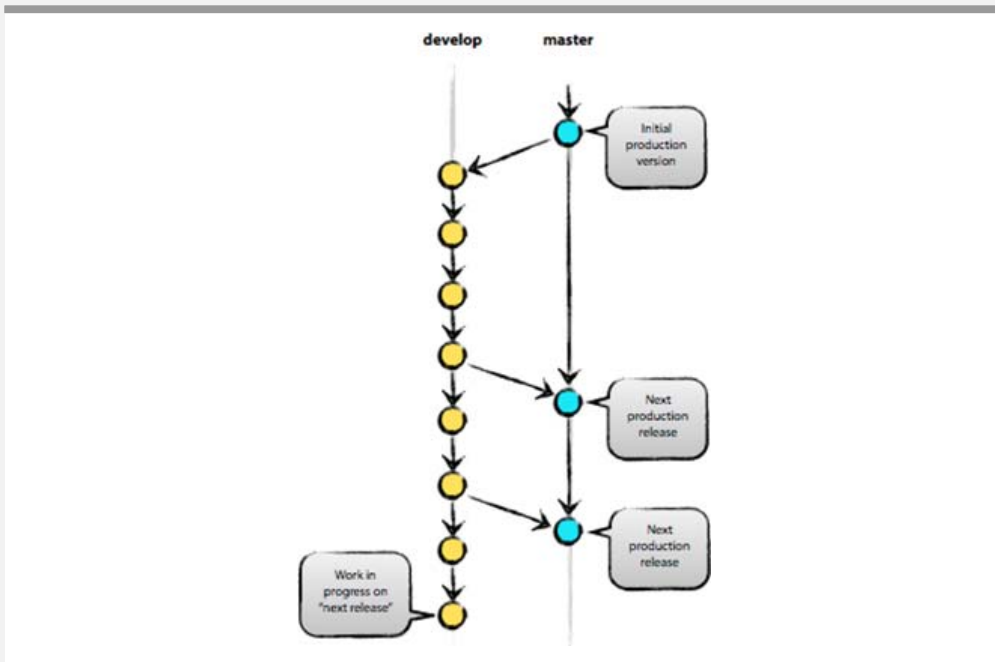 develop
master
Initial
production
version
Next
production
release
Next
production
release
Work in
progress on
"next release"